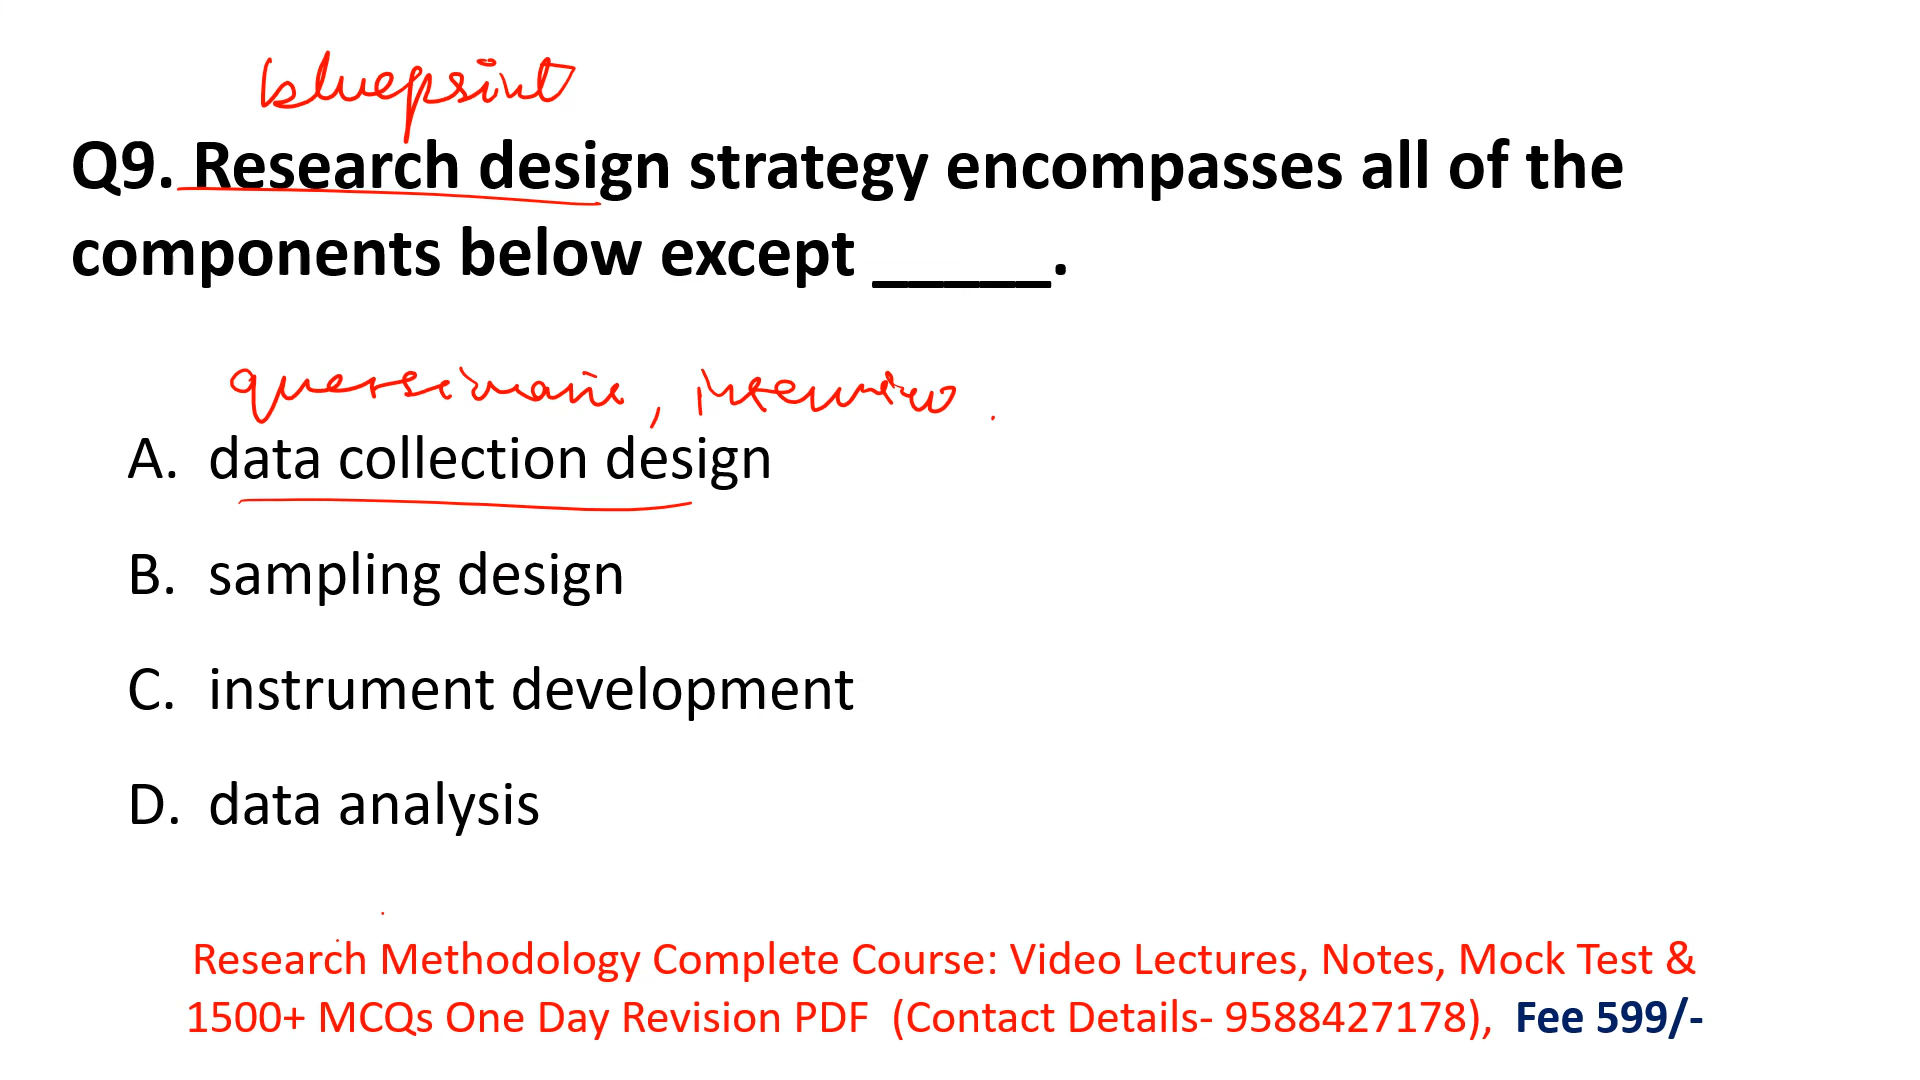 blueprint
Q9. Research design strategy encompasses all of the
components below except _____.
questionnaire, interview
A. data collection design
B. sampling design
C. instrument development
D. data analysis
Research Methodology Complete Course: Video Lectures, Notes, Mock Test &
1500+ MCQs One Day Revision PDF (Contact Details- 9588427178), Fee 599/-